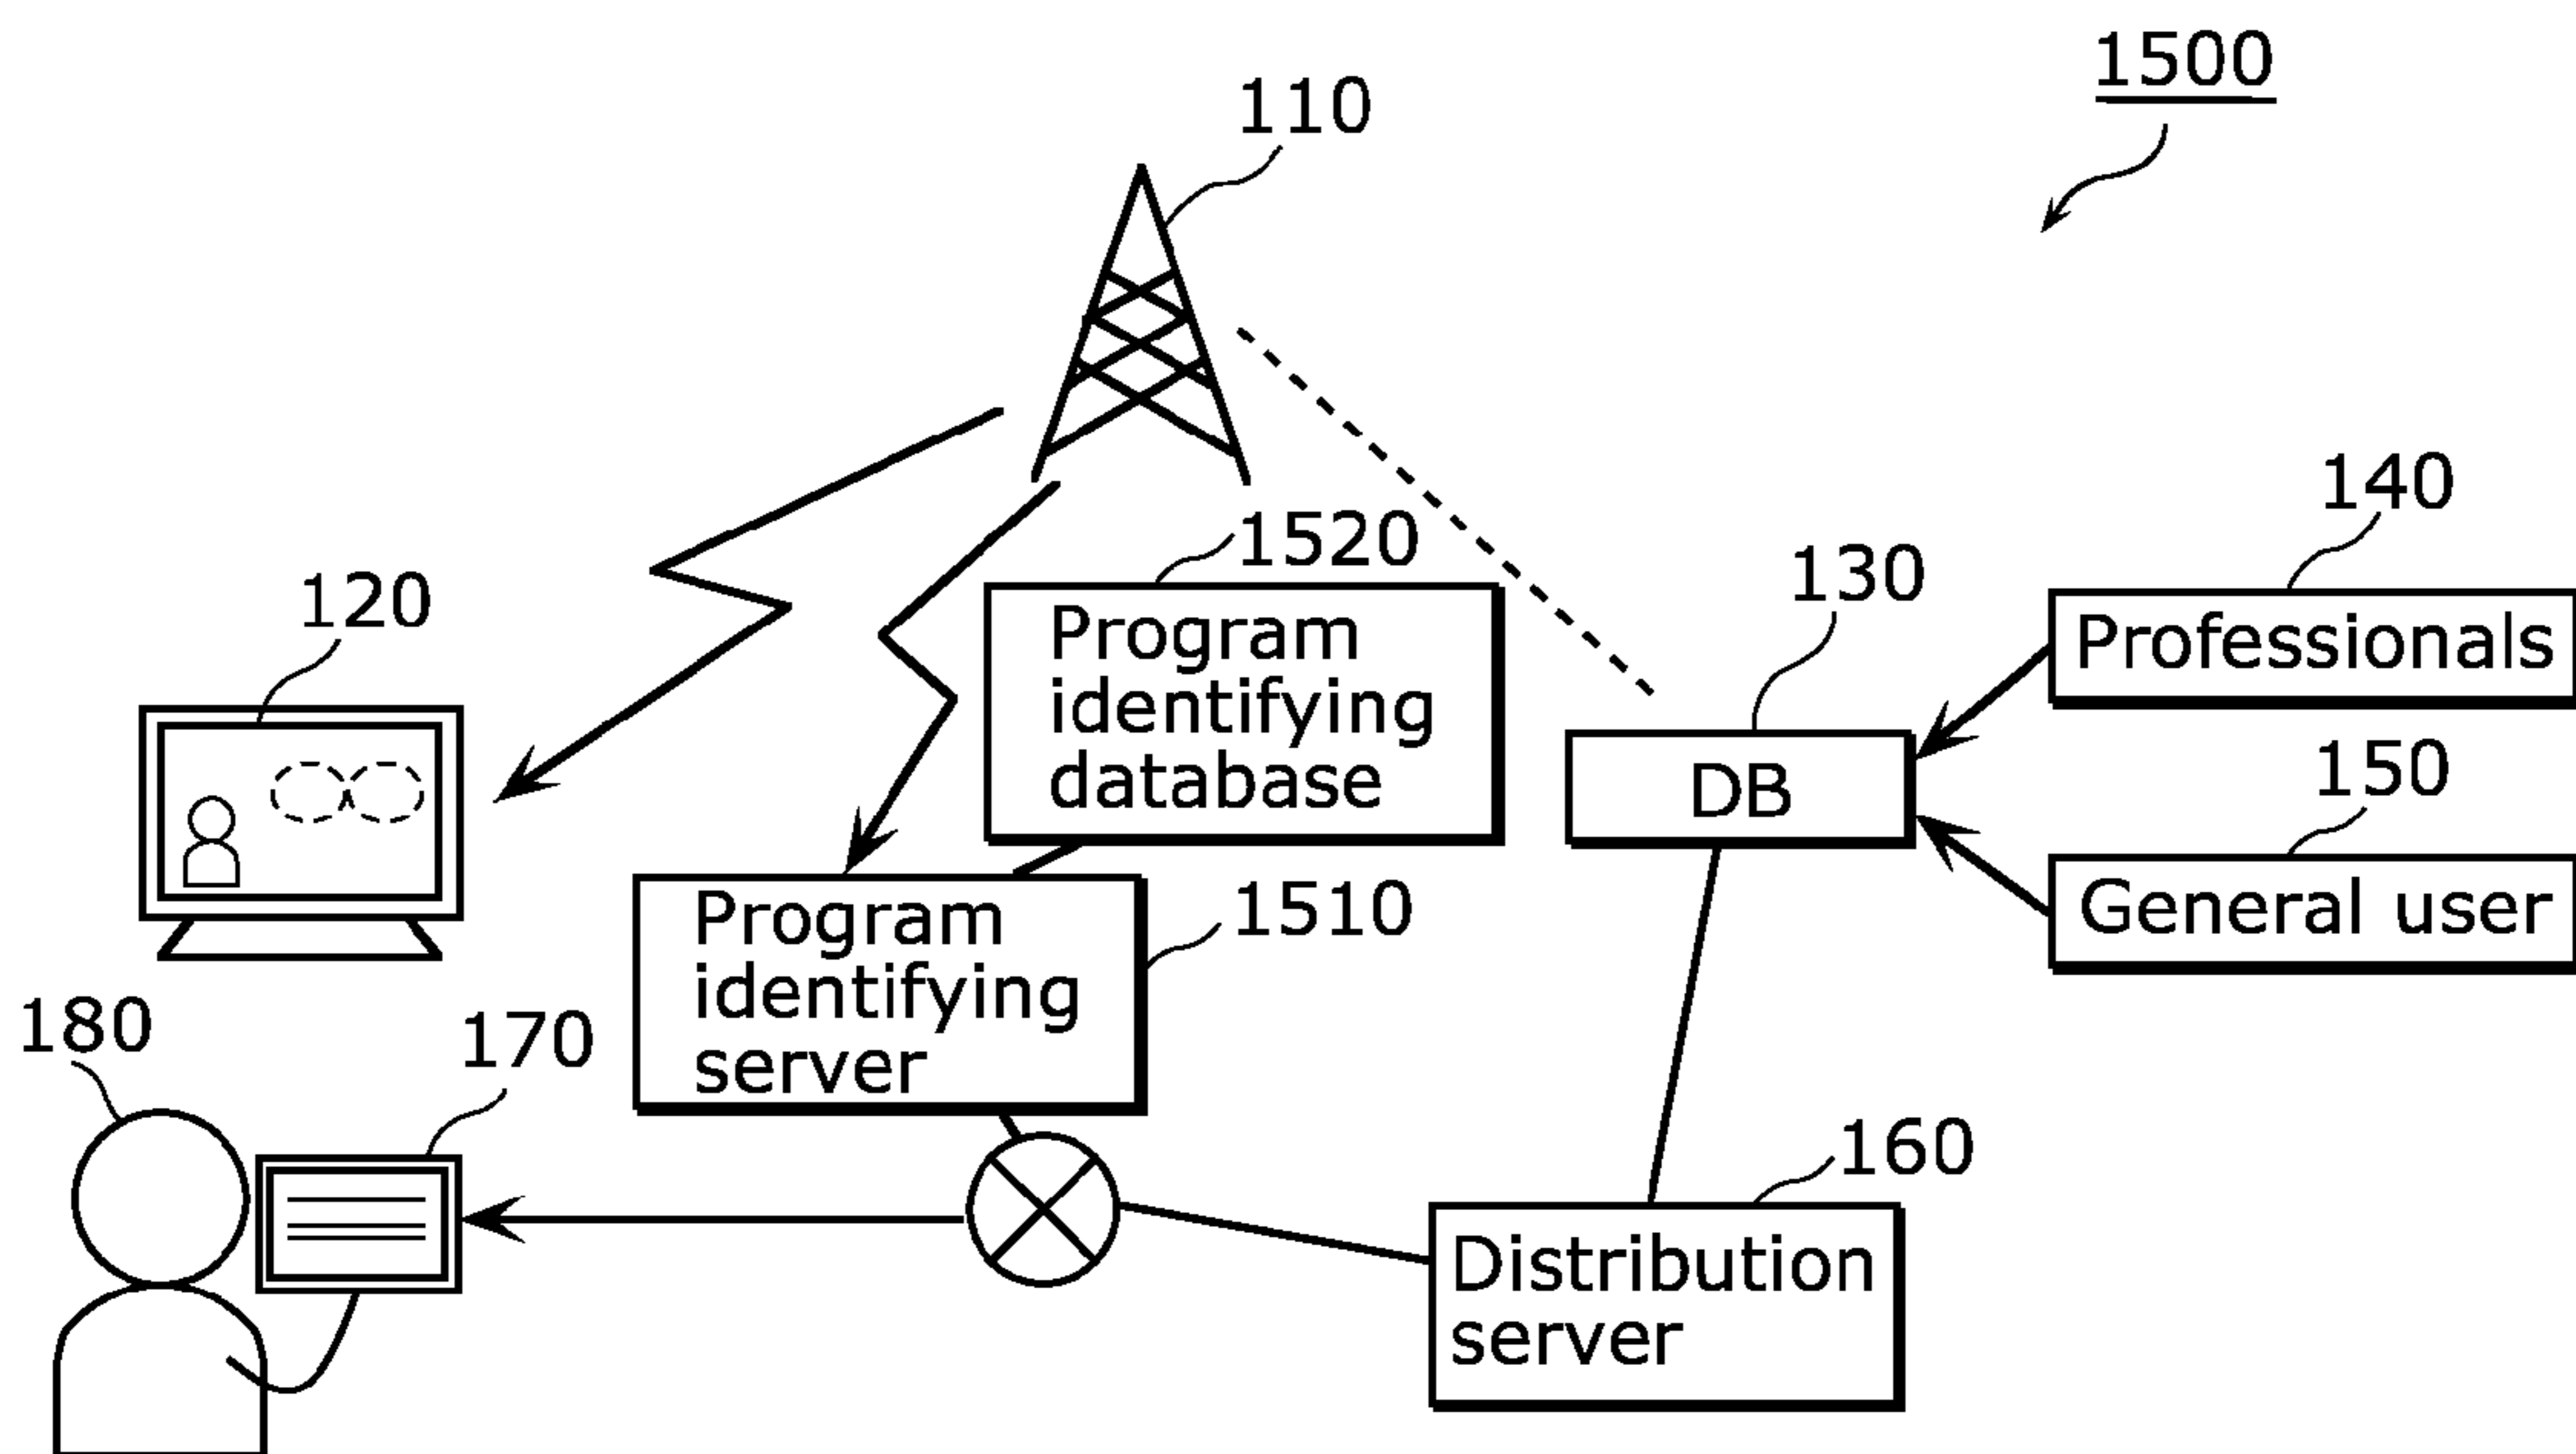 1500
110
140
1520
130
120
Program
identifying
database
Professionals
DB
150
General user
1510
Program
identifying
server
180
170
160
Distribution
server